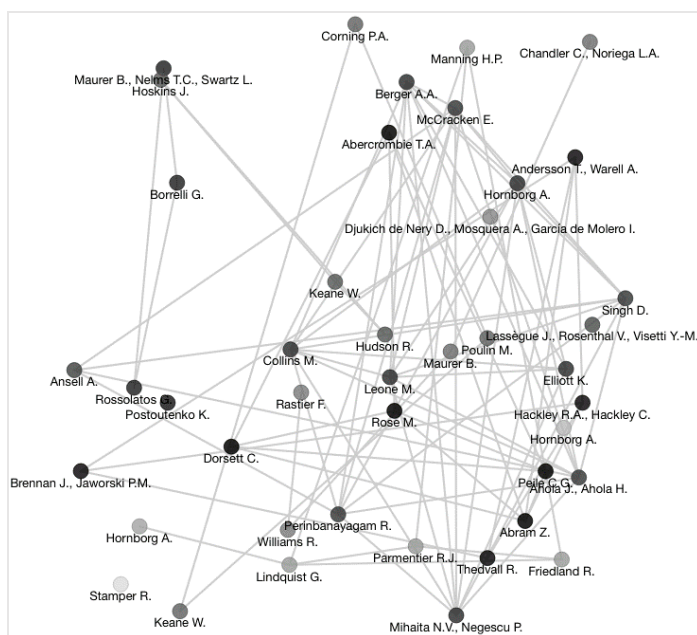 Corning P.A.
Chandler C., Noriega L.A.
Manning H.P.
Maurer B., Nelms T.C., Swartz L.
Hoskins J.
Berger A.A.
McCracken E.
Abercrombie T.A.
Andersson T., Warell A.
Borrelli G.
Hornborg A.
Djukich de Nery D., Mosquera A., García de Molero I.
Keane W.
Singh D.
Lassègue J., Rosenthal V., Visetti Y.-M.
Hudson R.
Poulin M.
Collins M.
Maurer B.
Ansell A.
Elliott K.
Leone M.
Rossolatos G.
Rastier F.
Postoutenko K.
Hackley R.A., Hackley C.
Rose M.
Hornborg A.
Dorsett C.
Brennan J., Jaworski P.M.
Peile C.G.
Ahola J., Ahola H.
Perinbanayagam R.
Abram Z.
Hornborg A.
Williams R.
Parmentier R.J.
Thedvall R.
Friedland R.
Lindquist G.
Stamper R.
Keane W.
Mihaita N.V., Negescu P.